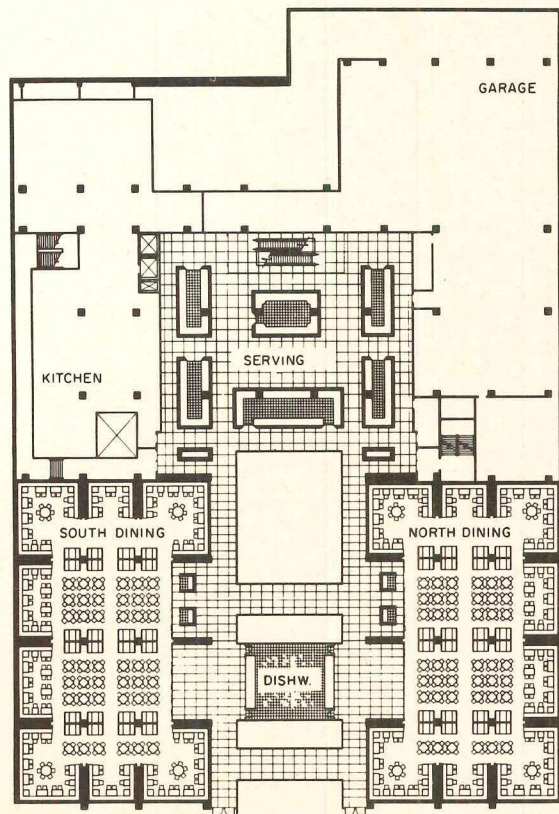 GARAGE
SERVING
KITCHEN
SOUTH DINING
NORTH DINING
DISHW.